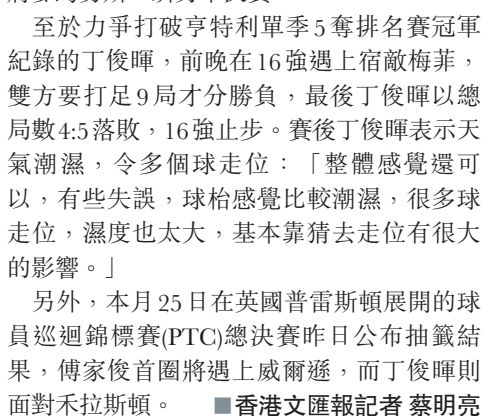 至於力爭打破亨特利單季5奪排名賽冠軍
紀錄的丁俊暉，前晚在16強遇上宿敵梅菲，
雙方要打足9局才分勝負，最後丁俊暉以總
局數4:5落敗，16強止步。賽後丁俊暉表示天
氣潮濕，令多個球走位：「整體感覺還可
以，有些失誤，球枱感覺比較潮濕，很多球
走位，濕度也太大，基本靠猜去走位有很大
的影響。」
另外，本月25日在英國普雷斯頓展開的球
員巡迴錦標賽(PTC)總決賽昨日公布抽籤結
果，傅家俊首圈將遇上威爾遜，而丁俊暉則
面對禾拉斯頓。 ■香港文匯報記者 蔡明亮